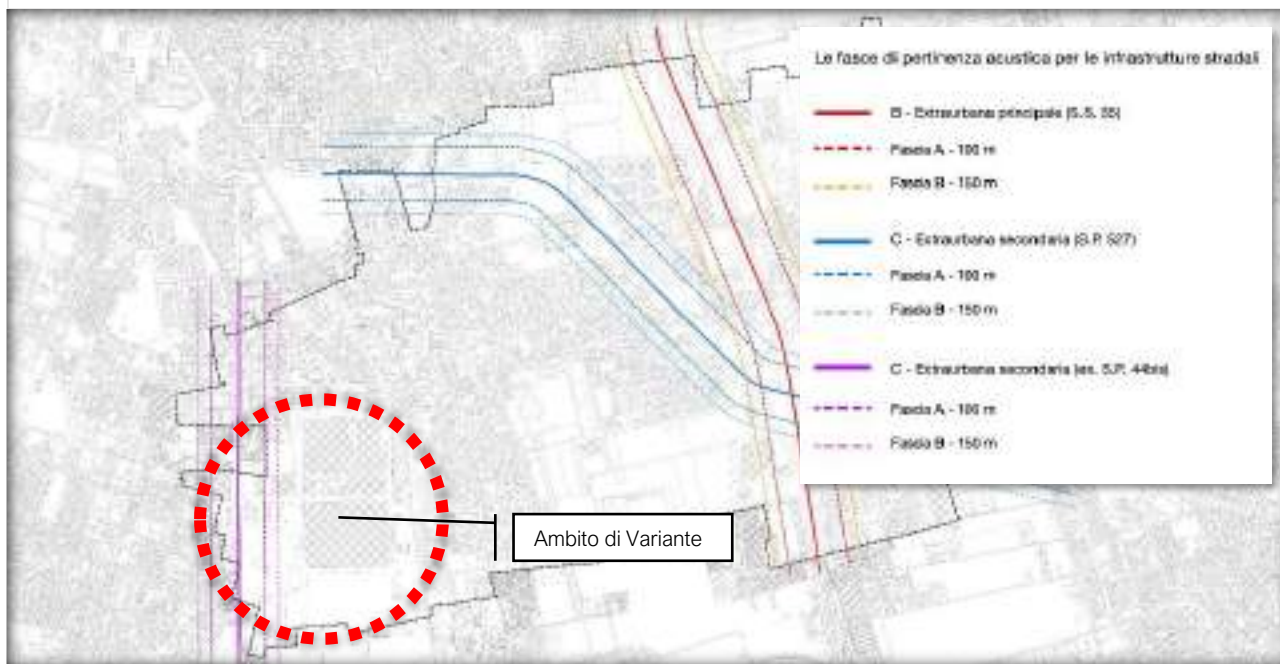 Le fasce di pertinenza acustica per le infrastrutture stradali
B - Extraurbana principale (S.S. 35)
Fascia A - 100 m
Fascia B - 150 m
C - Extraurbana secondaria (S.P. 527)
Fascia A - 100 m
Fascia B - 150 m
C - Extraurbana secondaria (ex. S.P. 44bis)
Fascia A - 100 m
Fascia B - 150 m
Ambito di Variante